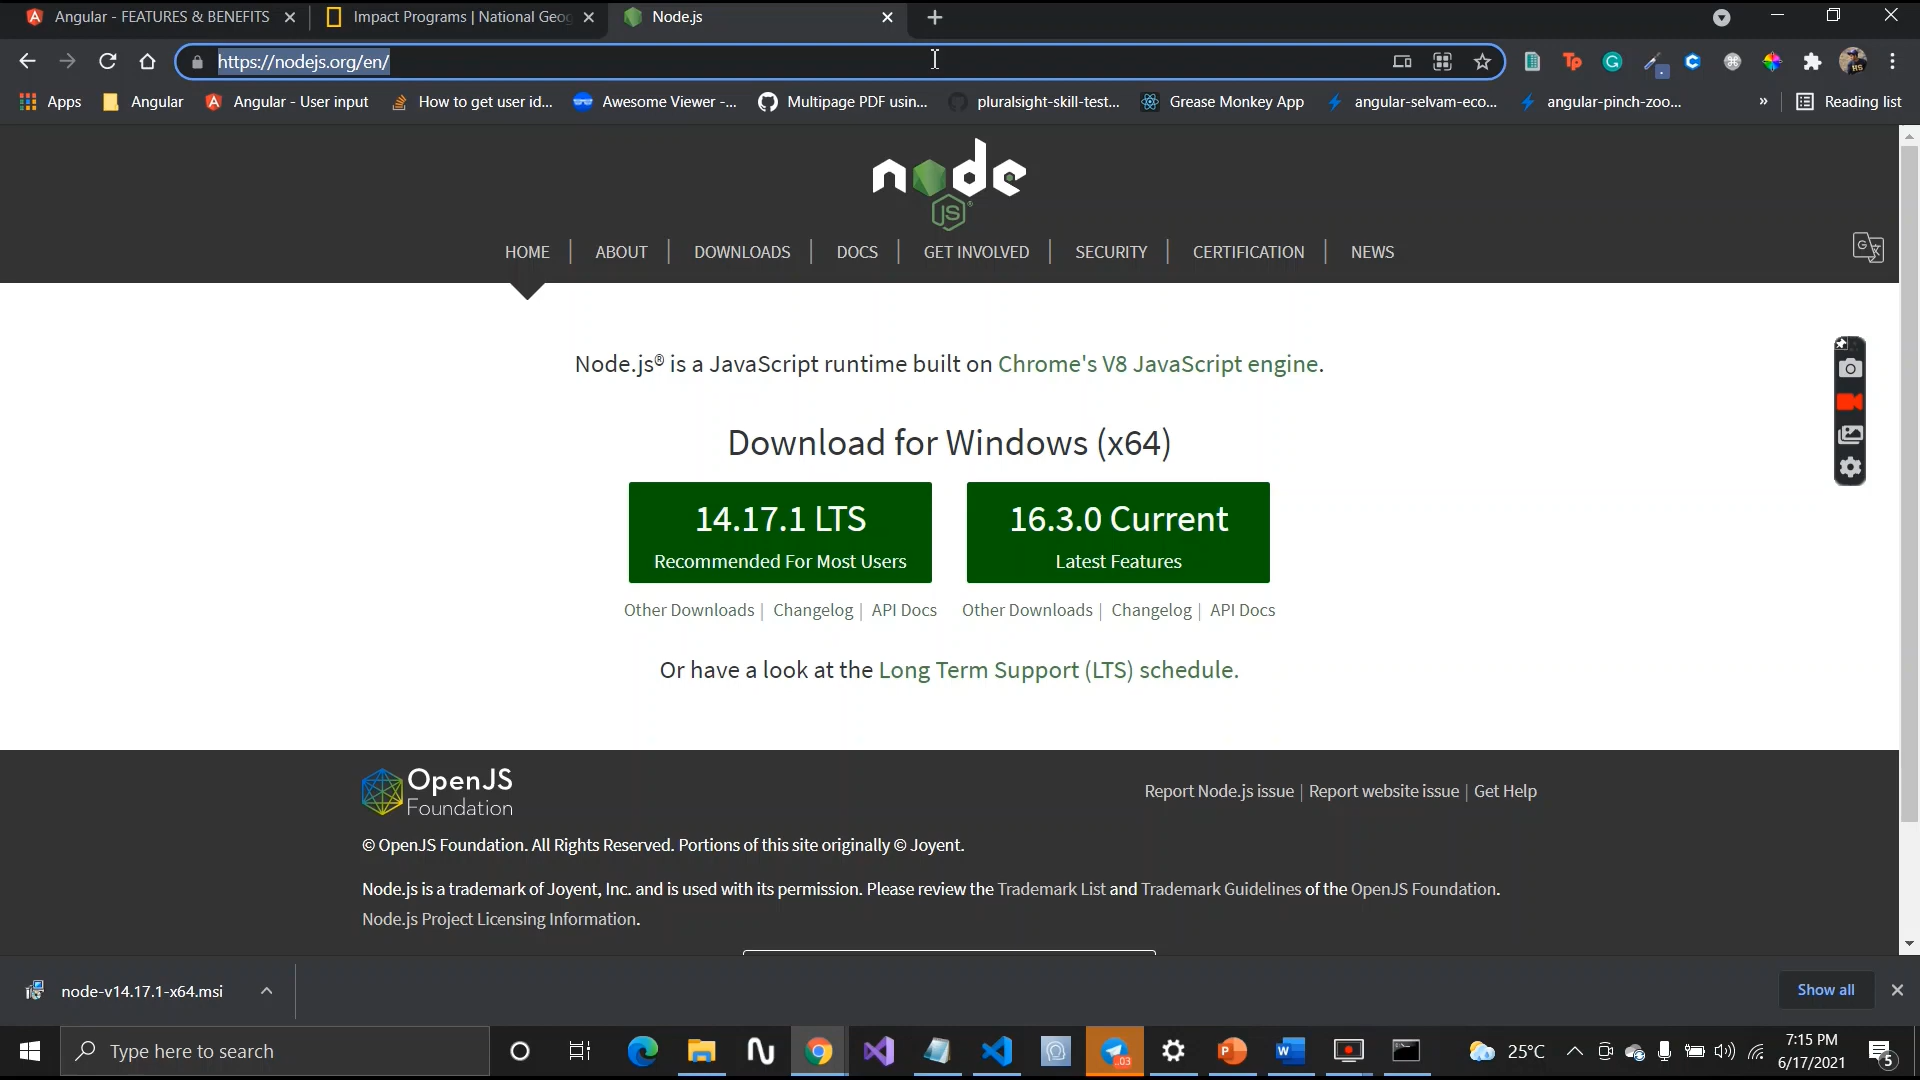 Angular - FEATURES & BENEFITS
Impact Programs | National Geog
Node.js
https://nodejs.org/en/
Apps
Angular
Angular - User input
How to get user id...
Awesome Viewer -...
Multipage PDF usin...
pluralsight-skill-test...
Grease Monkey App
angular-selvam-eco...
angular-pinch-zoo...
»
Reading list
node
JS
HOME | ABOUT | DOWNLOADS | DOCS | GET INVOLVED | SECURITY | CERTIFICATION | NEWS
Node.js® is a JavaScript runtime built on Chrome's V8 JavaScript engine.
Download for Windows (x64)
14.17.1 LTS
Recommended For Most Users
16.3.0 Current
Latest Features
Other Downloads | Changelog | API Docs
Other Downloads | Changelog | API Docs
Or have a look at the Long Term Support (LTS) schedule.
OpenJS
Foundation
Report Node.js issue | Report website issue | Get Help
© OpenJS Foundation. All Rights Reserved. Portions of this site originally © Joyent.
Node.js is a trademark of Joyent, Inc. and is used with its permission. Please review the Trademark List and Trademark Guidelines of the OpenJS Foundation.
Node.js Project Licensing Information.
node-v14.17.1-x64.msi
Show all
Type here to search
25°C
7:15 PM
6/17/2021
5